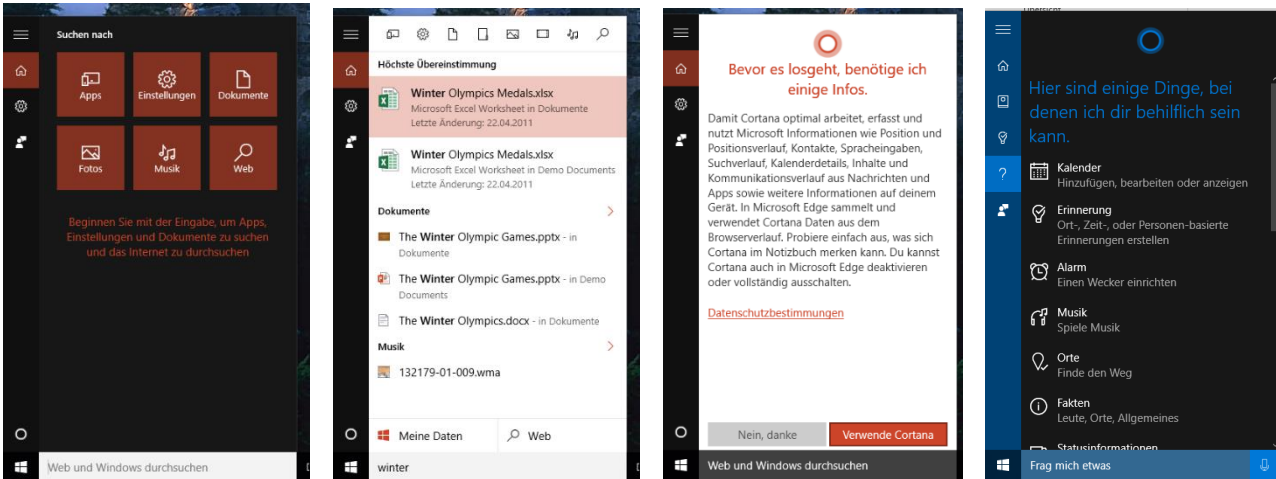 Suchen nach
Apps
Einstellungen
Dokumente
Fotos
Musik
Web
Beginnen Sie mit der Eingabe, um Apps,
Einstellungen und Dokumente zu suchen
und das Internet zu durchsuchen
Web und Windows durchsuchen
Höchste Übereinstimmung
Winter Olympics Medals.xlsx
Microsoft Excel Worksheet in Dokumente
Letzte Änderung: 22.04.2011
Winter Olympics Medals.xlsx
Microsoft Excel Worksheet in Demo Documents
Letzte Änderung: 22.04.2011
Dokumente
The Winter Olympic Games.pptx - in
Dokumente
The Winter Olympic Games.pptx - in Demo
Documents
The Winter Olympics.docx - in Dokumente
Musik
132179-01-009.wma
Meine Daten
Web
winter
Bevor es losgeht, benötige ich
einige Infos.
Damit Cortana optimal arbeitet, erfasst und
nutzt Microsoft Informationen wie Position und
Positionsverlauf, Kontakte, Spracheingaben,
Suchverlauf, Kalenderdetails, Inhalte und
Kommunikationsverlauf aus Nachrichten und
Apps sowie weitere Informationen auf deinem
Gerät. In Microsoft Edge sammelt und
verwendet Cortana Daten aus dem
Browserverlauf. Probiere einfach aus, was sich
Cortana im Notizbuch merken kann. Du kannst
Cortana auch in Microsoft Edge deaktivieren
oder vollständig ausschalten.
Datenschutzbestimmungen
Nein, danke
Verwende Cortana
Web und Windows durchsuchen
Hier sind einige Dinge, bei
denen ich dir behilflich sein
kann.
Kalender
Hinzufügen, bearbeiten oder anzeigen
Erinnerung
Ort-, Zeit-, oder Personen-basierte
Erinnerungen erstellen
Alarm
Einen Wecker einrichten
Musik
Spiele Musik
Orte
Finde den Weg
Fakten
Leute, Orte, Allgemeines
Statusinformationen
Frag mich etwas